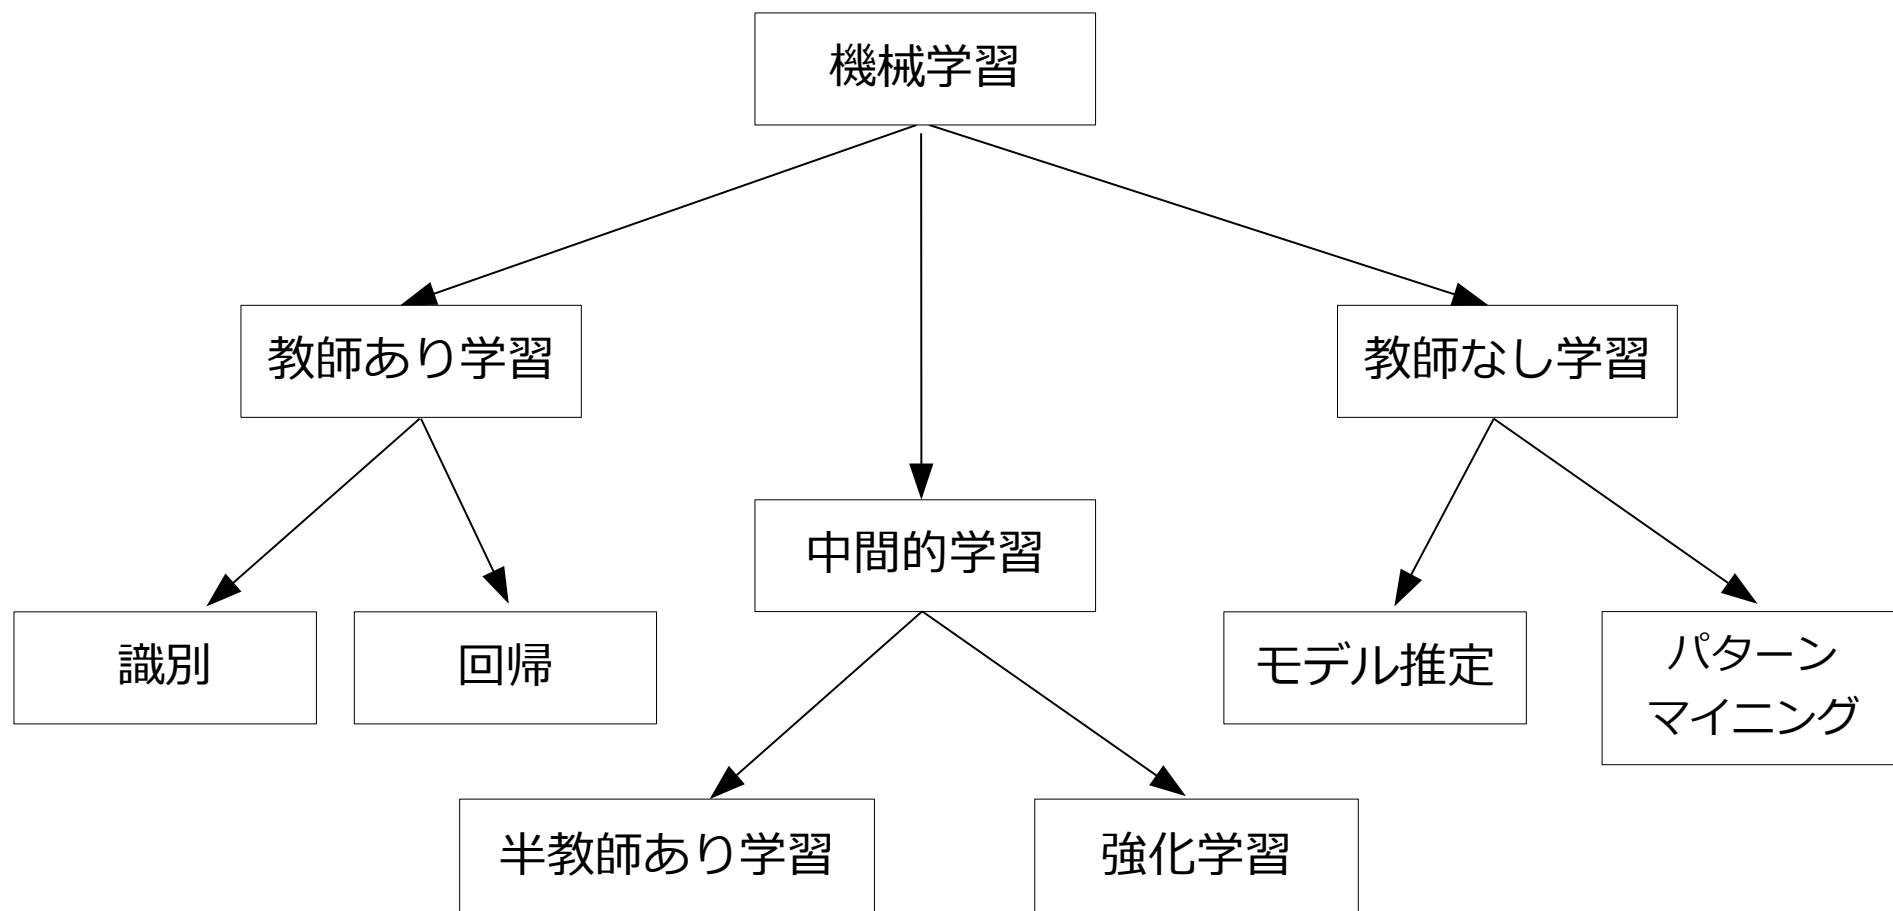 機械学習
教師あり学習
教師なし学習
中間的学習
識別
回帰
モデル推定
パターン
マイニング
半教師あり学習
強化学習